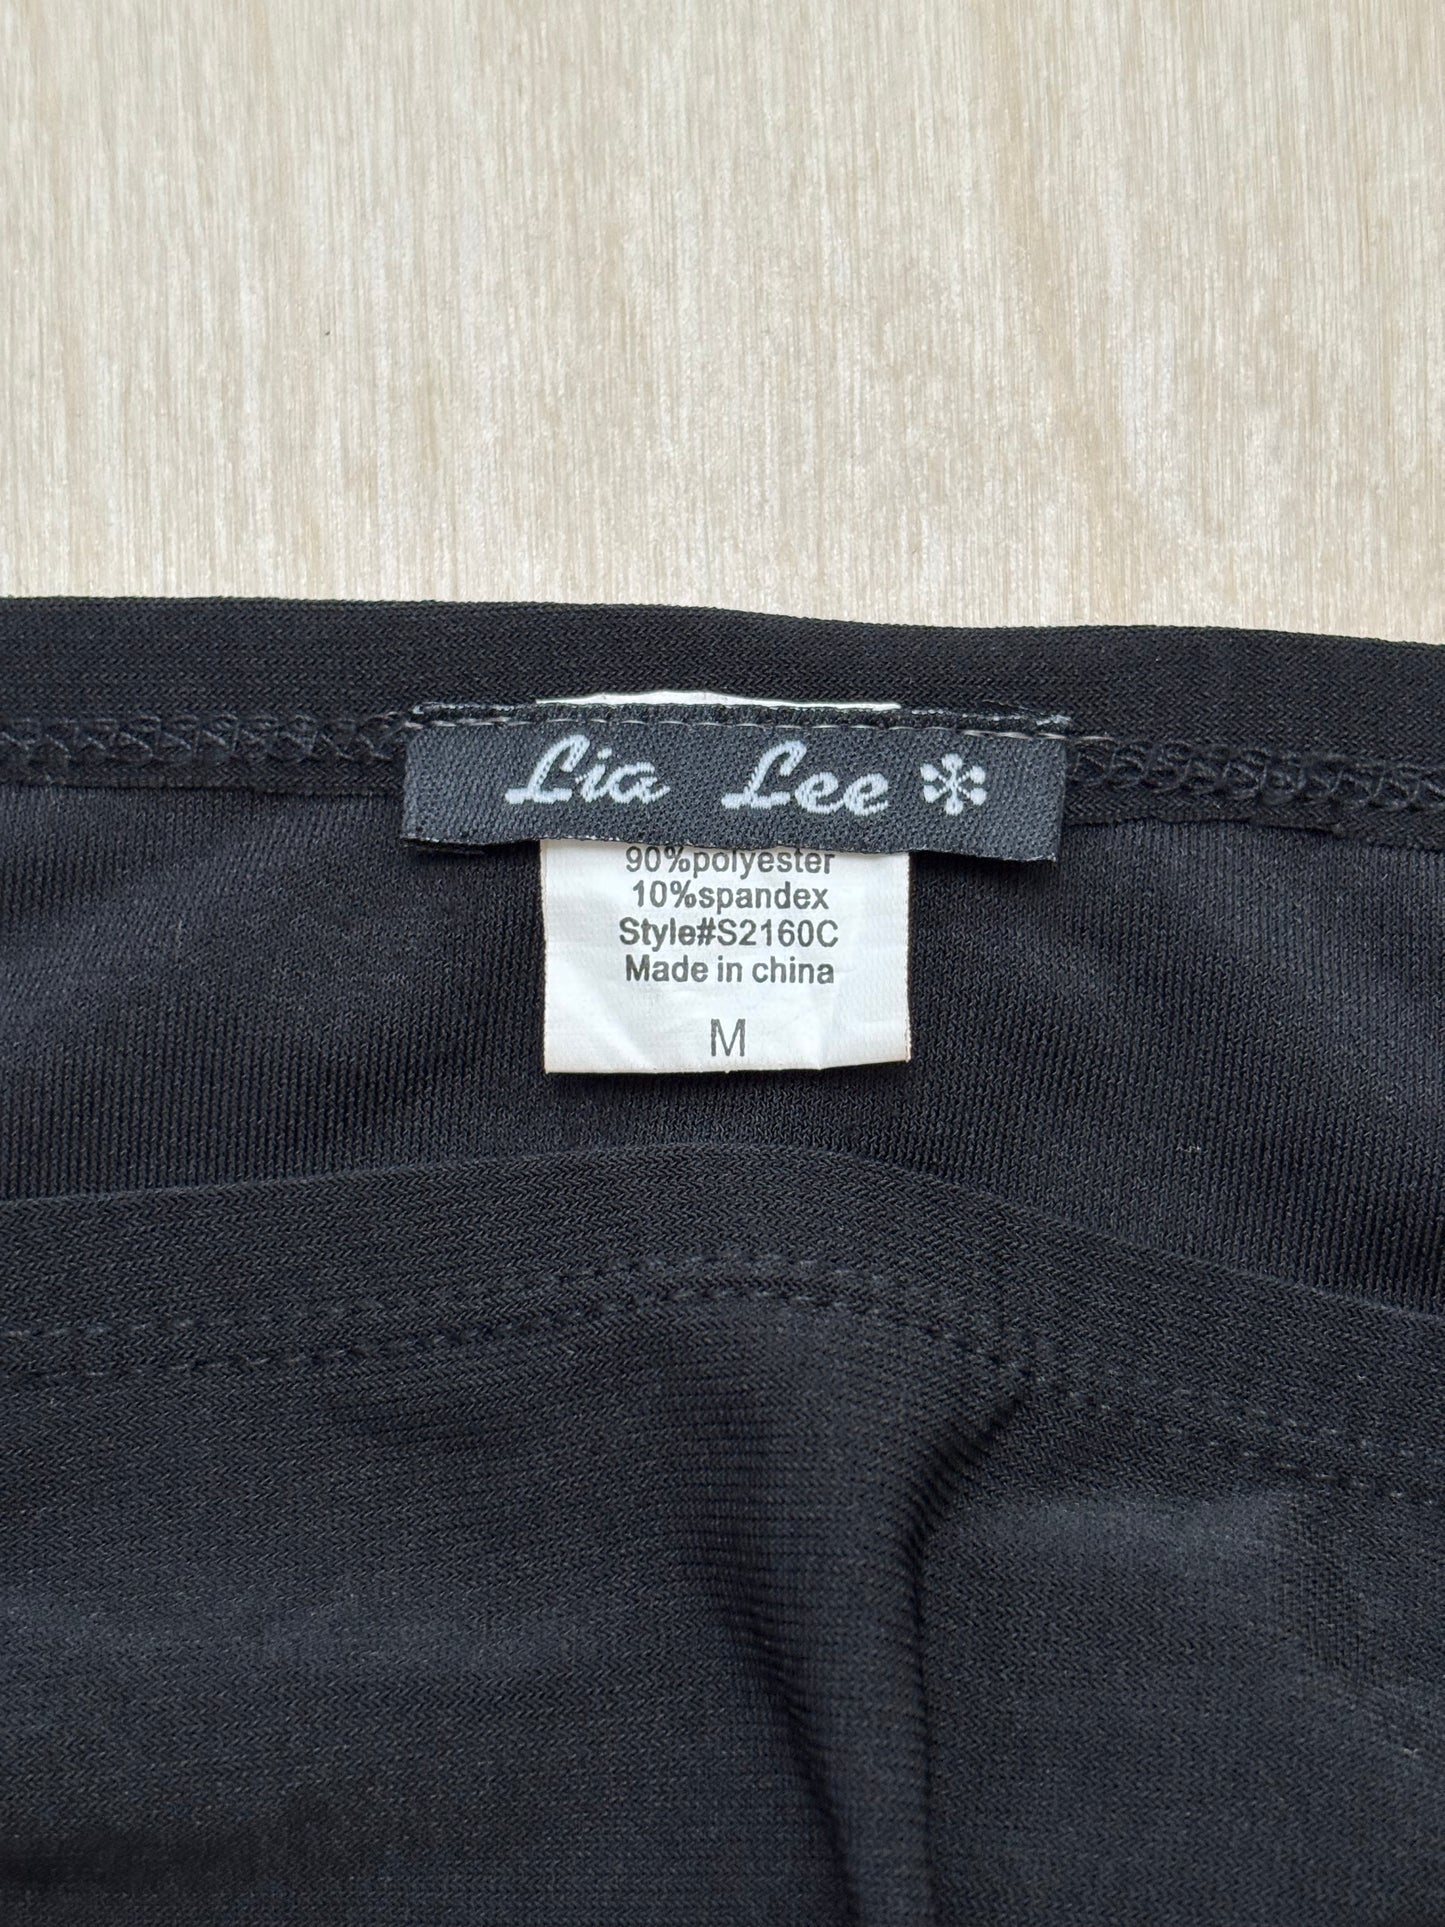 Lia Lee
90%polyester
10%spandex
Style#S2160C
Made in china
M